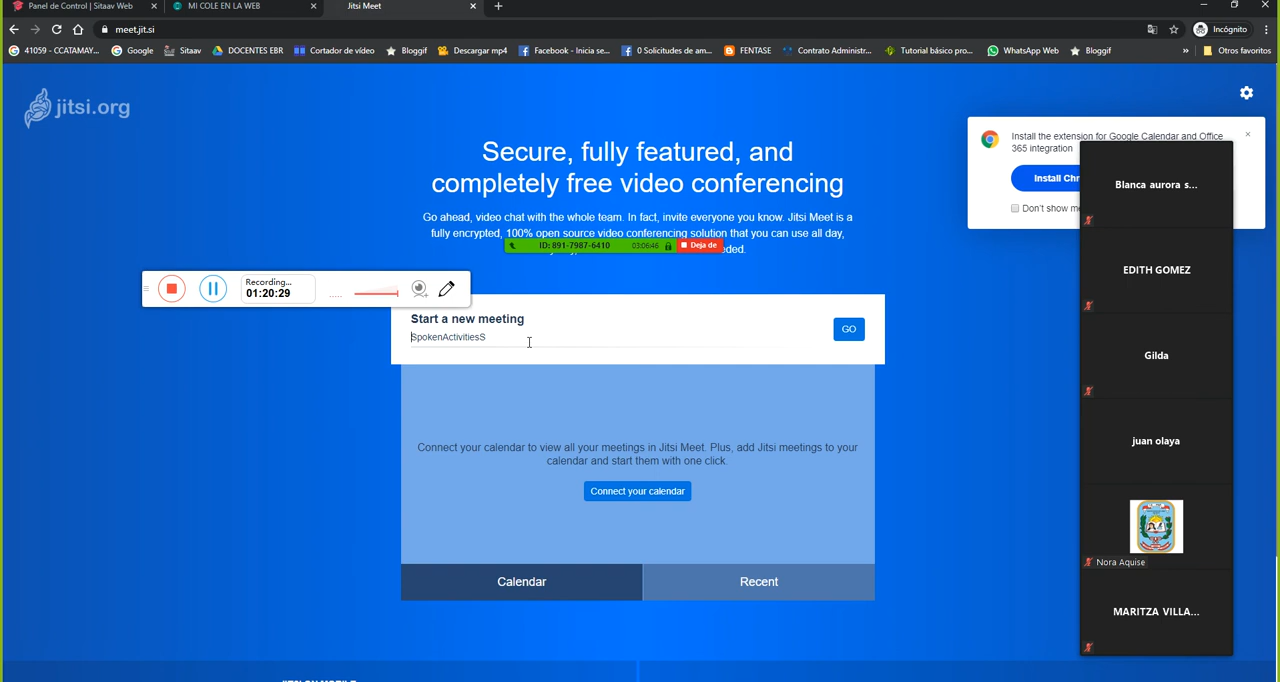 Panel de Control | Sitaav Web
MI COLE EN LA WEB
Jitsi Meet
meet.jit.si
Incógnito
41059 - CCATAMAY...
Google
Sitaav
DOCENTES EBR
Cortador de vídeo
Bloggif
Descargar mp4
Facebook - Inicia se...
0 Solicitudes de am...
FENTASE
Contrato Administr...
Tutorial básico pro...
WhatsApp Web
Bloggif
»
Otros favoritos
jitsi.org
Install the extension for Google Calendar and Office
365 integration
Install Chr
Don't show me
Secure, fully featured, and
completely free video conferencing
Go ahead, video chat with the whole team. In fact, invite everyone you know. Jitsi Meet is a
fully encrypted, 100% open source video conferencing solution that you can use all day,
eded.
ID: 891-7987-6410
03:06:46
Deja de
Recording...
01:20:29
Start a new meeting
SpokenActivitiesS
GO
Connect your calendar to view all your meetings in Jitsi Meet. Plus, add Jitsi meetings to your
calendar and start them with one click.
Connect your calendar
Calendar
Recent
Blanca aurora s...
EDITH GOMEZ
Gilda
juan olaya
Nora Aquise
MARITZA VILLA...